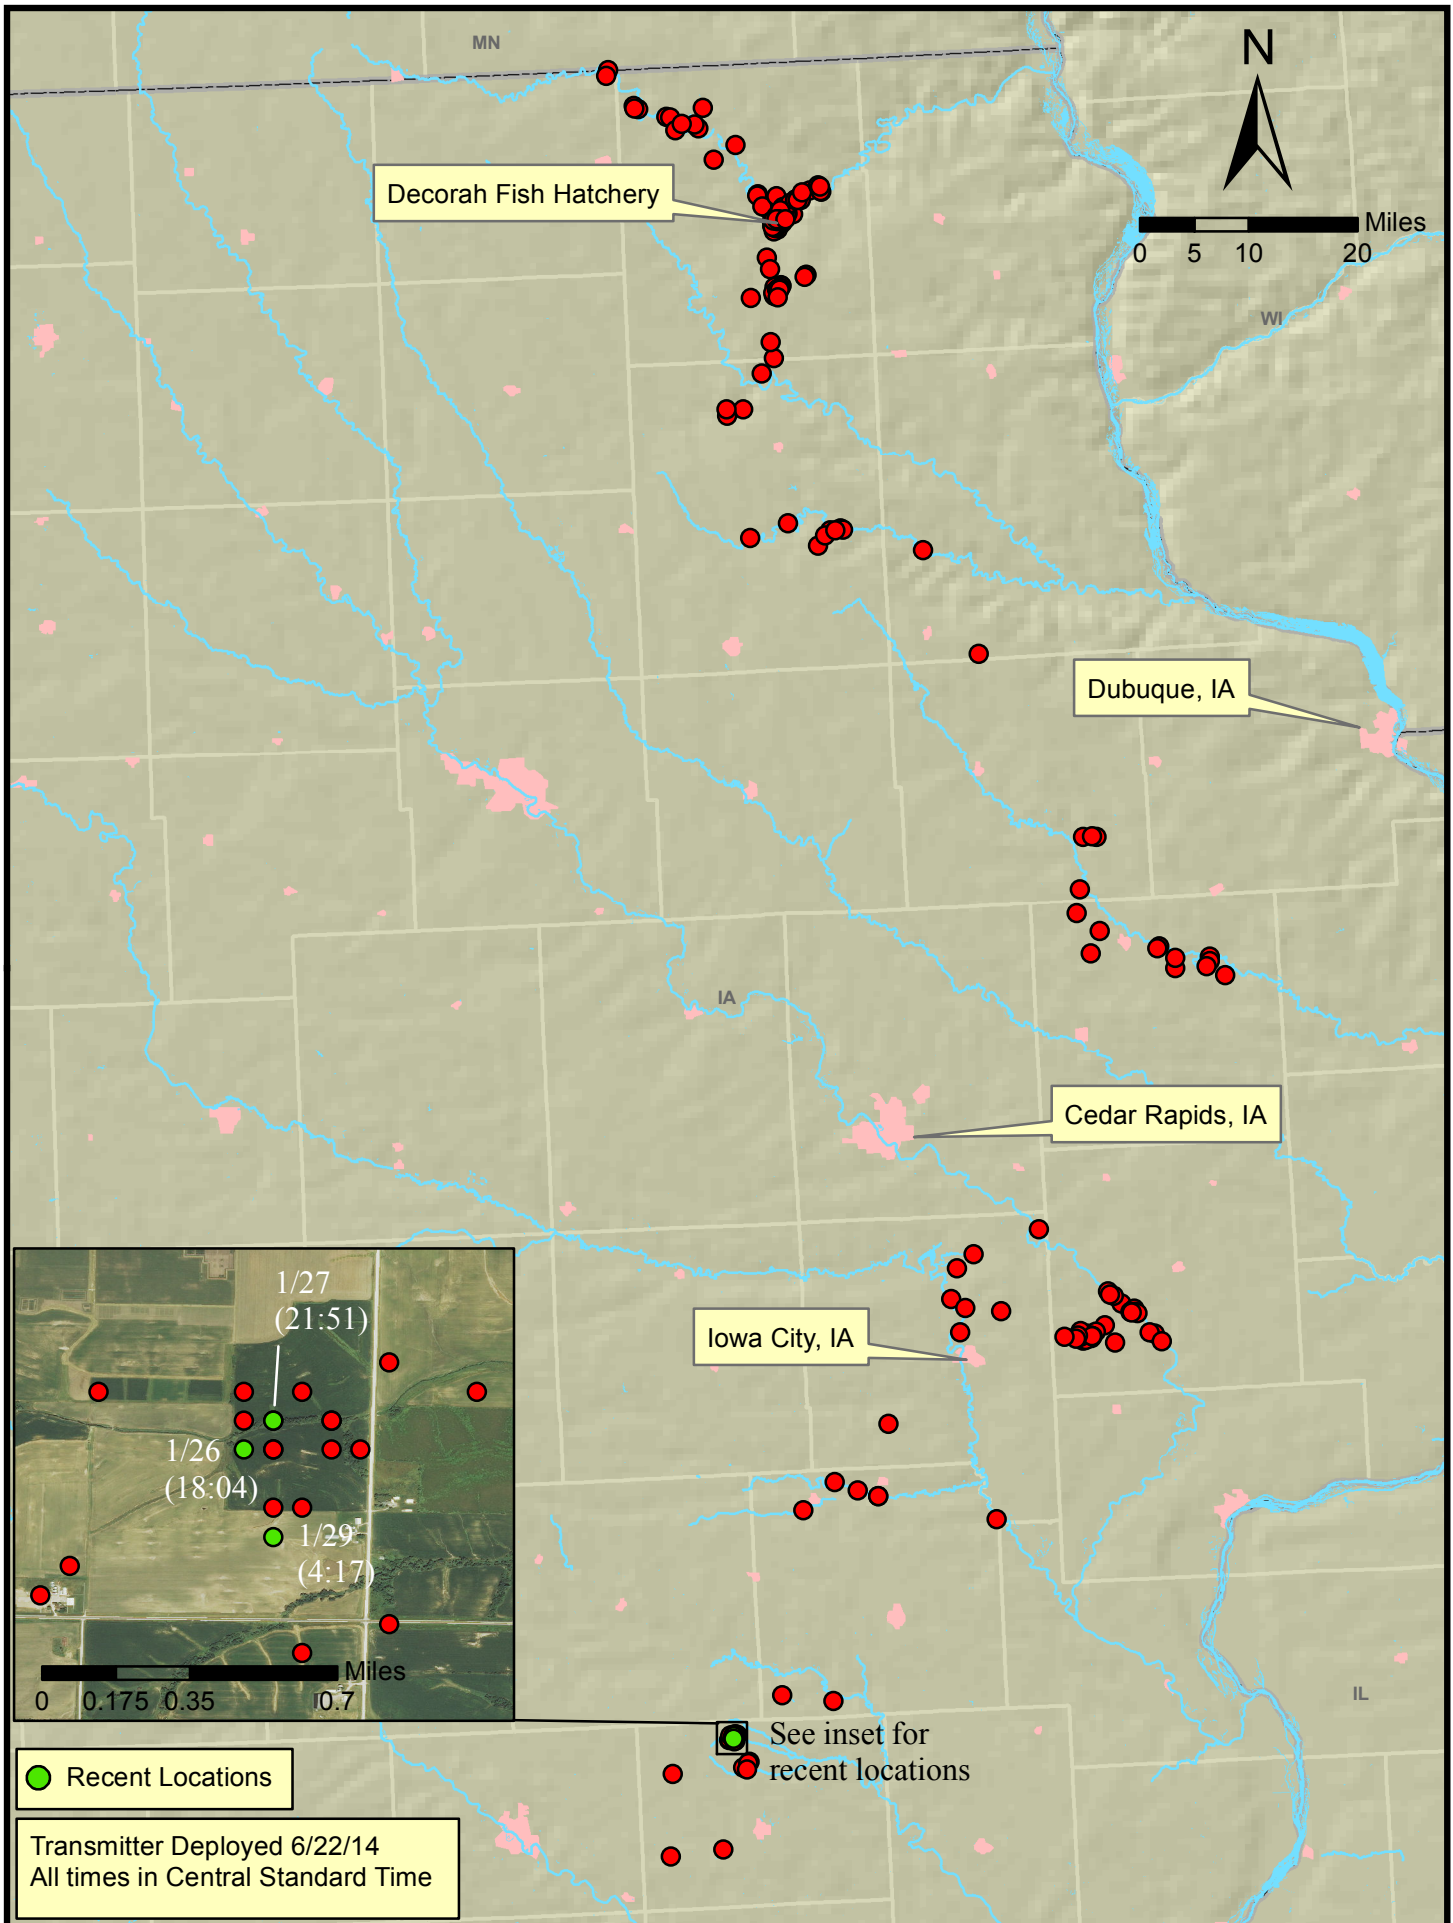 MN
N
Decorah Fish Hatchery
Miles
0 5 10 20
WI
Dubuque, IA
IA
Cedar Rapids, IA
Iowa City, IA
1/27
(21:51)
1/26
(18:04)
1/29
(4:17)
Miles
0 0.175 0.35 0.7
IL
See inset for
recent locations
Recent Locations
Transmitter Deployed 6/22/14
All times in Central Standard Time